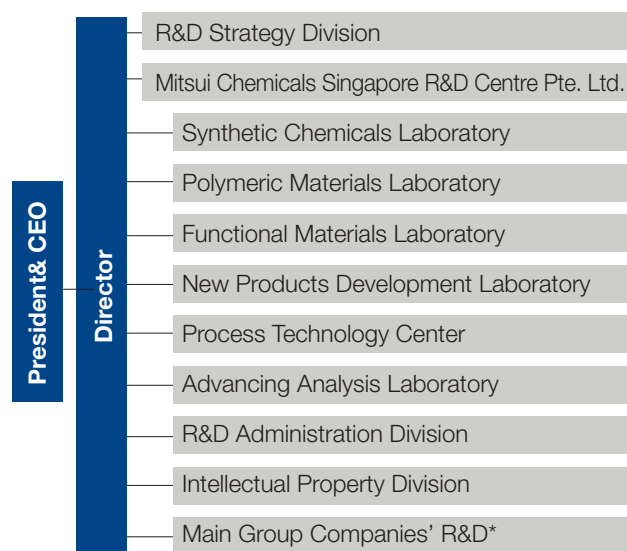 R&D Strategy Division
Mitsui Chemicals Singapore R&D Centre Pte. Ltd.
Synthetic Chemicals Laboratory
Polymeric Materials Laboratory
Functional Materials Laboratory
New Products Development Laboratory
Process Technology Center
Advancing Analysis Laboratory
R&D Administration Division
Intellectual Property Division
Main Group Companies’ R&D*
President& CEO
Director